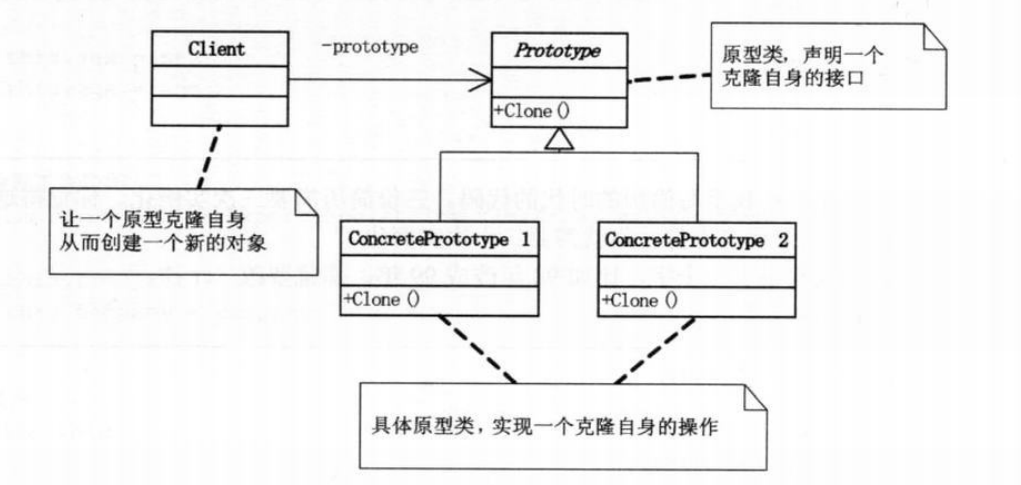 Client
-prototype
Prototype
+Clone()
原型类，声明一个
克隆自身的接口
让一个原型克隆自身
从而创建一个新的对象
ConcretePrototype 1
+Clone()
ConcretePrototype 2
+Clone()
具体原型类，实现一个克隆自身的操作